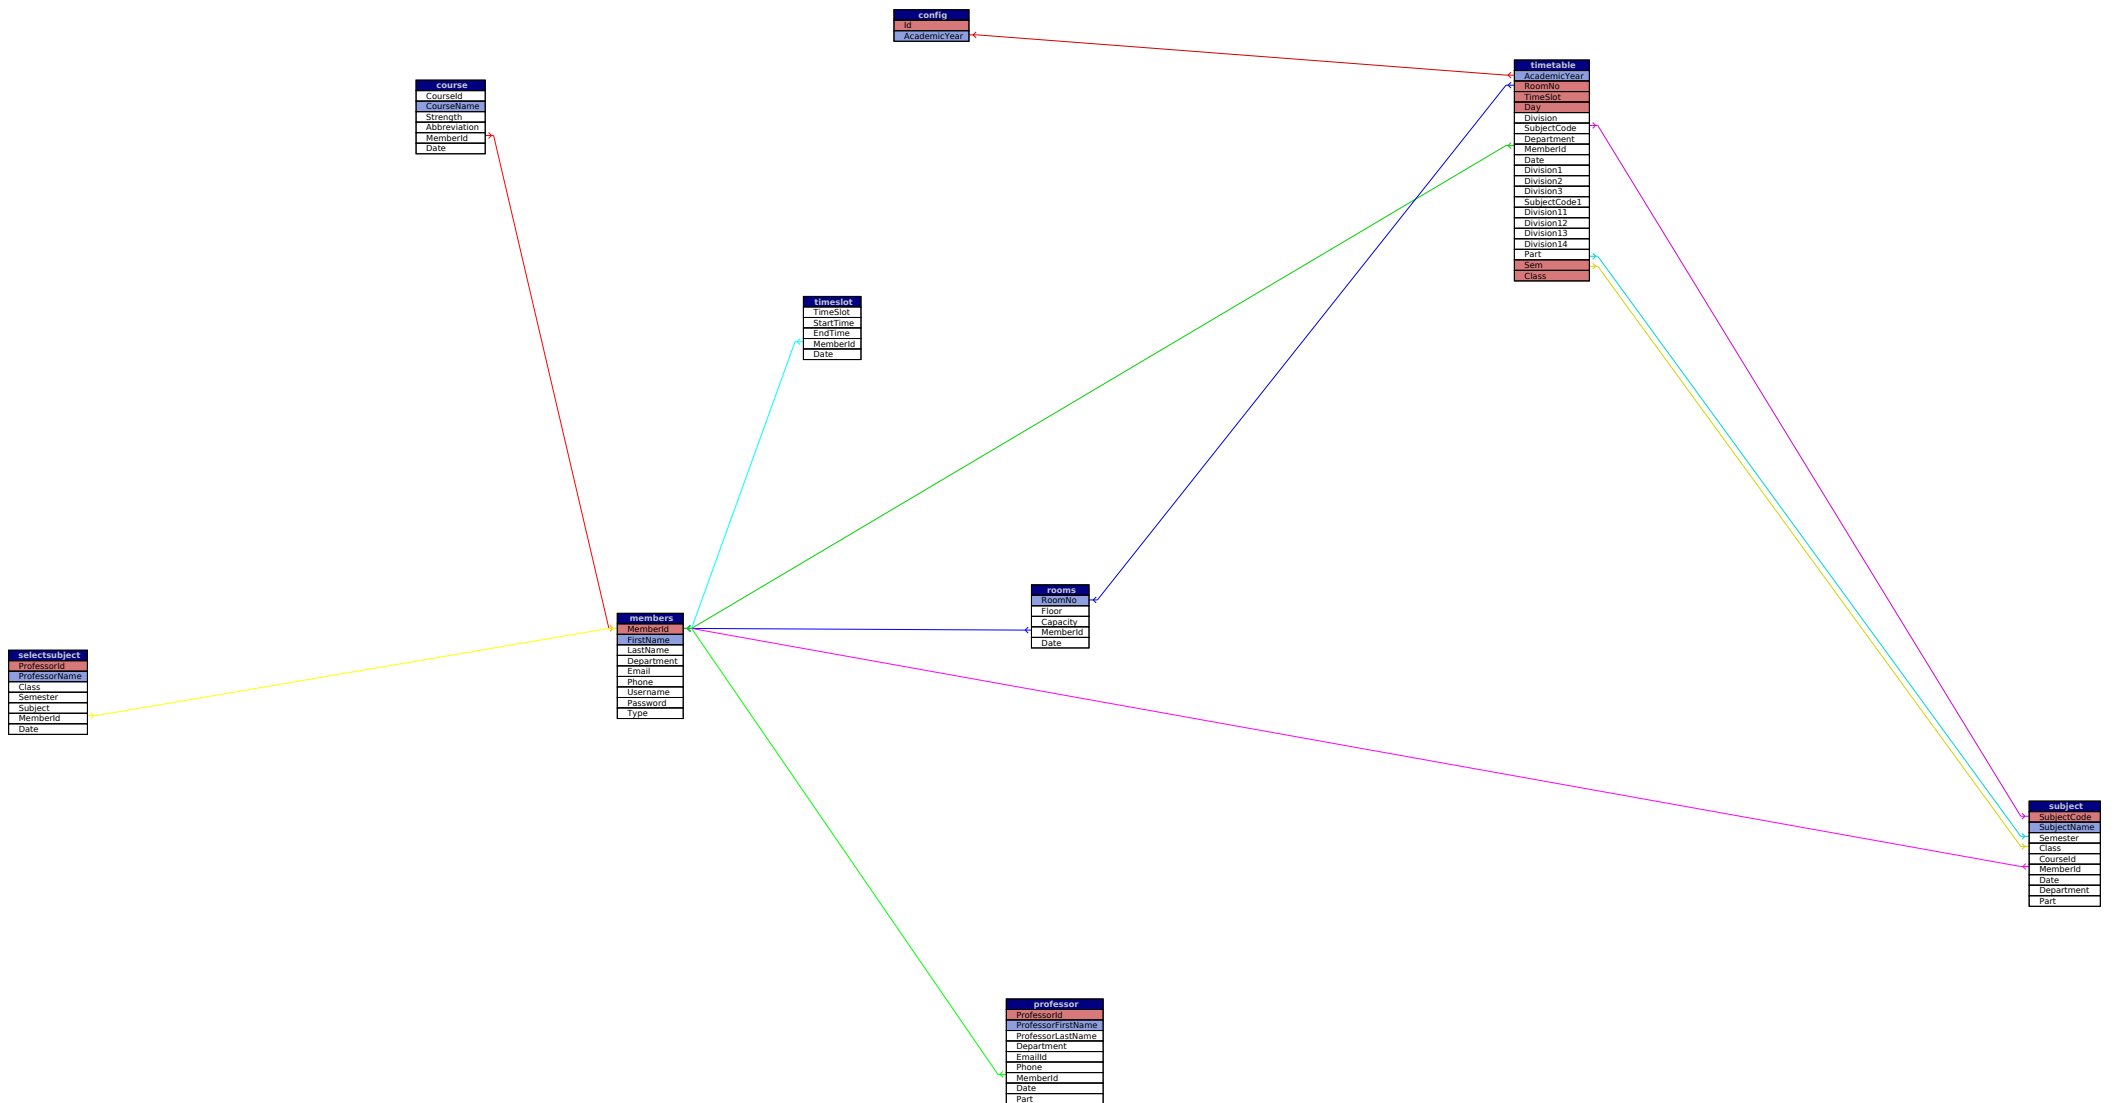 config
Id
AcademicYear
timetable
AcademicYear
RoomNo
TimeSlot
Day
Division
SubjectCode
Department
MemberId
Date
Division1
Division2
Division3
SubjectCode1
Division11
Division12
Division13
Division14
Part
Sem
Class
course
CourseId
CourseName
Strength
Abbreviation
MemberId
Date
timeslot
TimeSlot
StartTime
EndTime
MemberId
Date
rooms
RoomNo
Floor
Capacity
MemberId
Date
members
MemberId
FirstName
LastName
Department
Email
Phone
Username
Password
Type
selectsubject
ProfessorId
ProfessorName
Class
Semester
Subject
MemberId
Date
subject
SubjectCode
SubjectName
Semester
Class
CourseId
MemberId
Date
Department
Part
professor
ProfessorId
ProfessorFirstName
ProfessorLastName
Department
EmailId
Phone
MemberId
Date
Part